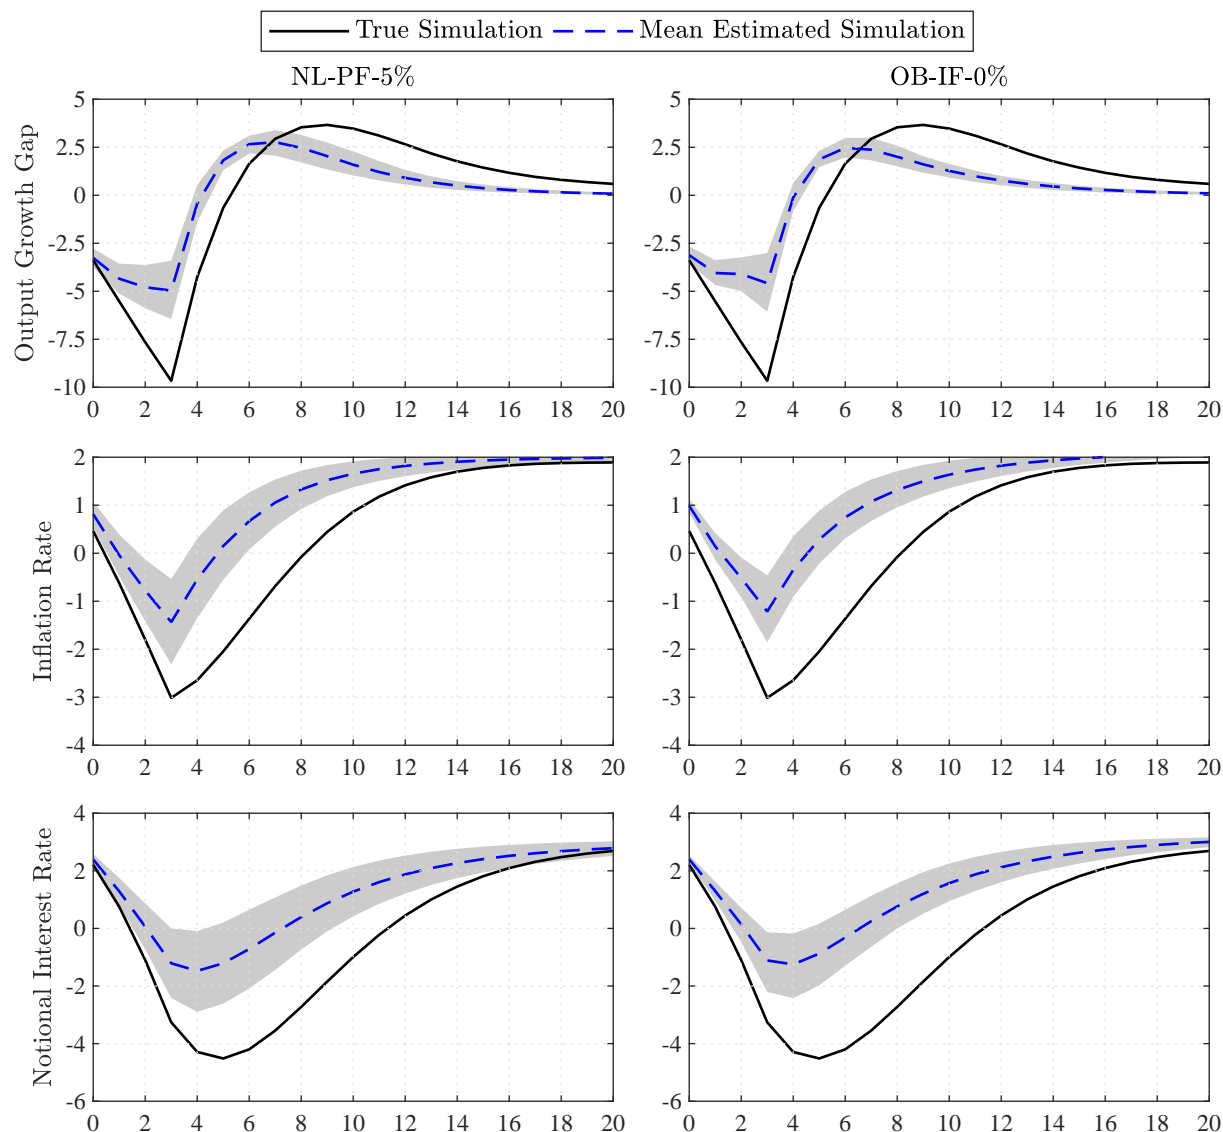 True Simulation Mean Estimated Simulation
NL-PF-5% OB-IF-0%
Output Growth Gap
5 5
2.5 2.5
0 0
-2.5 -2.5
-5 -5
-7.5 -7.5
-10 -10
0 2 4 6 8 10 12 14 16 18 20 0 2 4 6 8 10 12 14 16 18 20
Inflation Rate
2 2
1 1
0 0
-1 -1
-2 -2
-3 -3
-4 -4
0 2 4 6 8 10 12 14 16 18 20 0 2 4 6 8 10 12 14 16 18 20
Notional Interest Rate
4 4
2 2
0 0
-2 -2
-4 -4
-6 -6
0 2 4 6 8 10 12 14 16 18 20 0 2 4 6 8 10 12 14 16 18 20